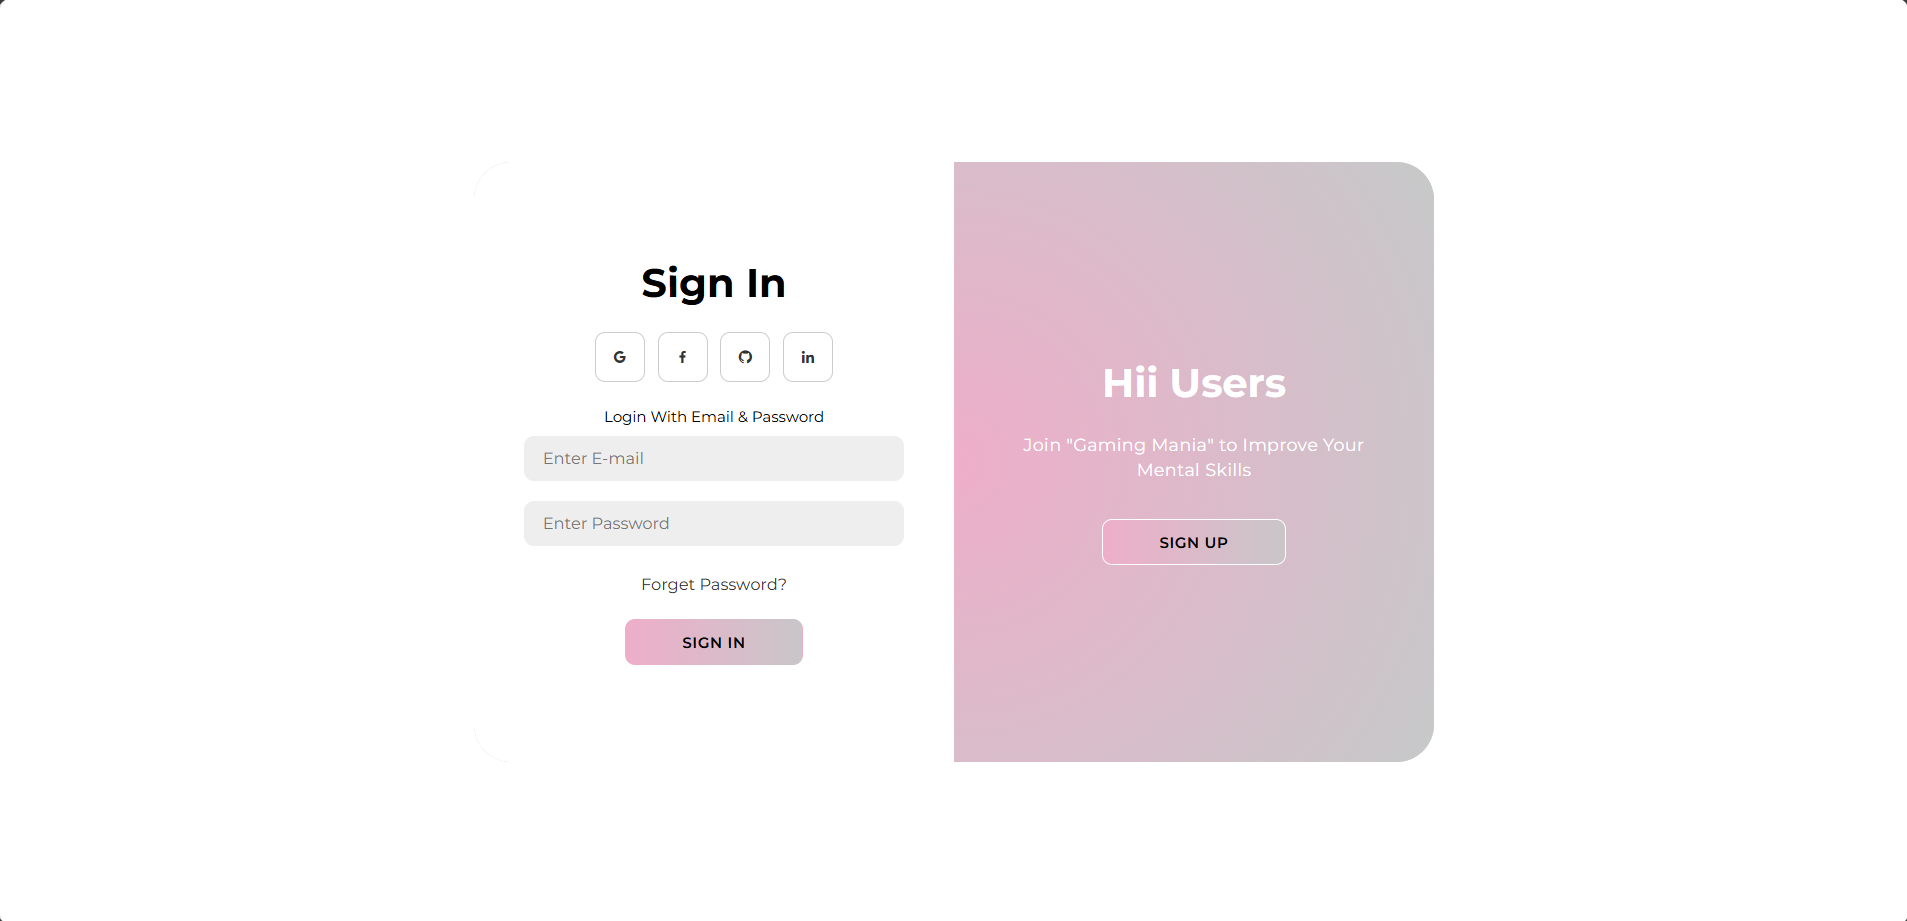 Sign In
Login With Email & Password
Enter E-mail
Enter Password
Forget Password?
SIGN IN
Hii Users
Join "Gaming Mania" to Improve Your
Mental Skills
SIGN UP